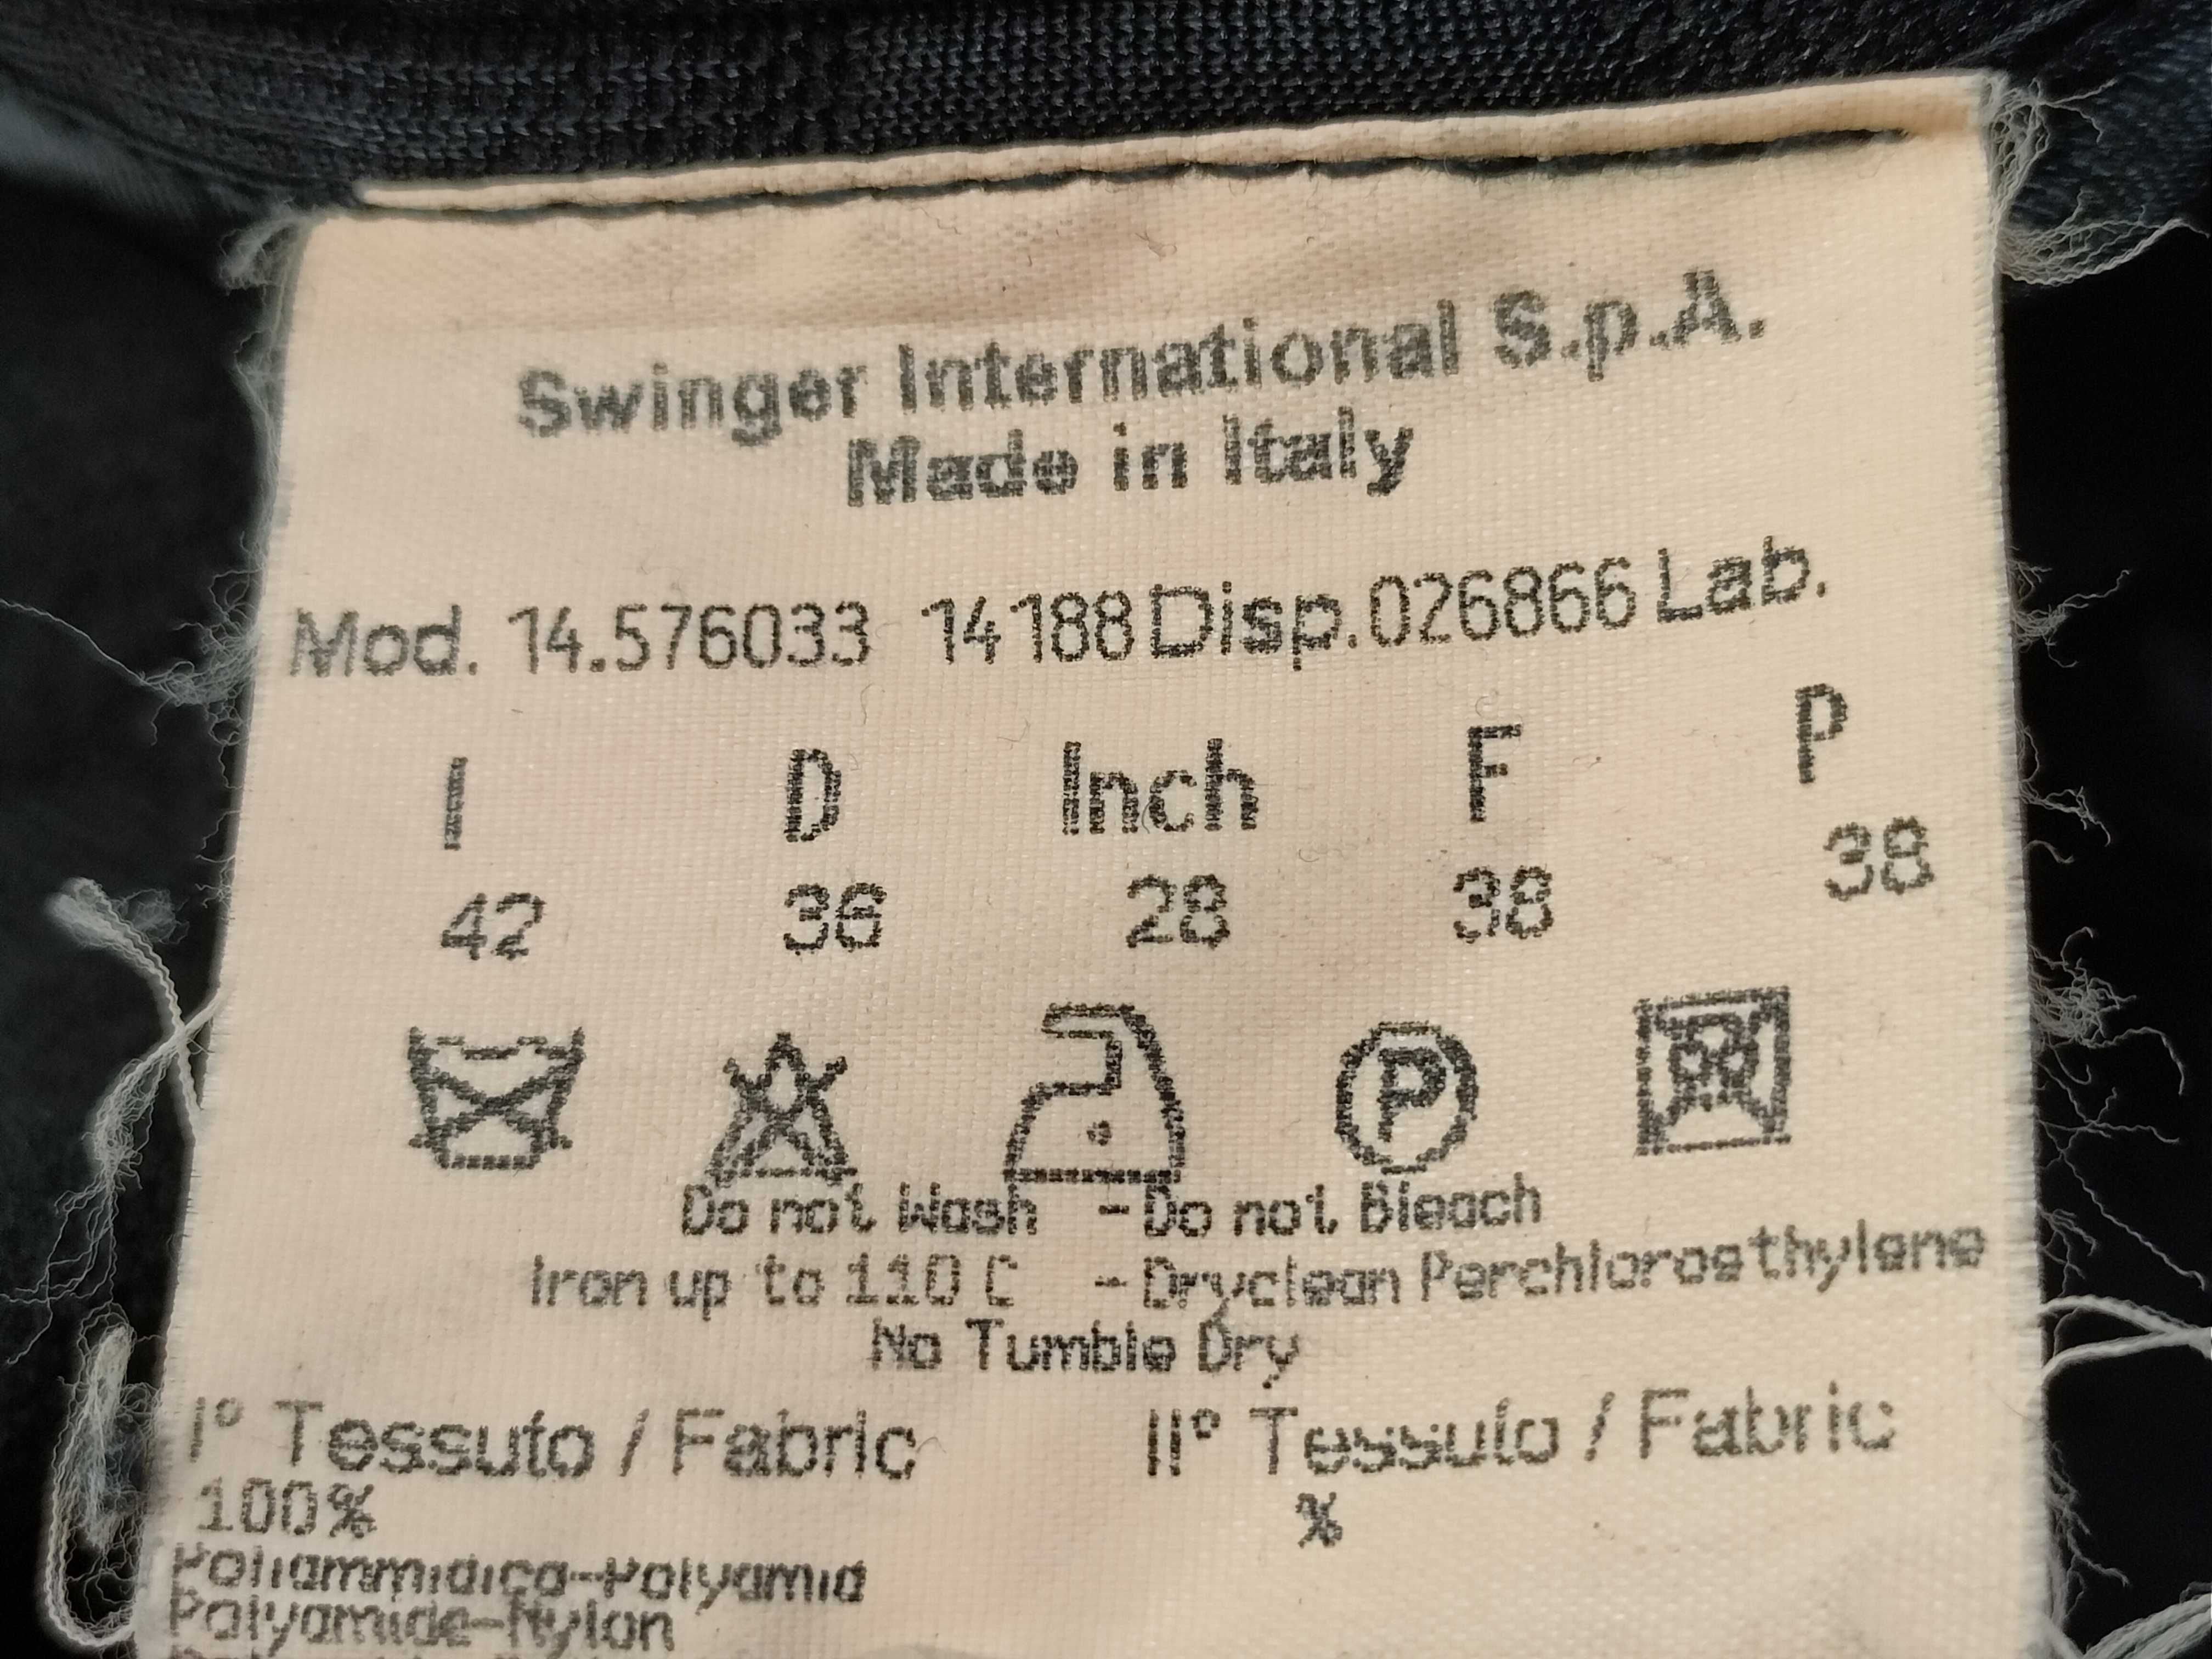 Swinger International S.p.A.
Made in Italy
Mod. 14.576033 14188 Disp. 026866 Lab.
I D Inch F P
42 36 28 38 38
P
Do not Wash - Do not Bleach
Iron up to 110 C - Dryclean Perchloroethylene
No Tumble Dry
I° Tessuto / Fabric II° Tessuto / Fabric
100% %
Poliammidica-Polyamid
Polyamide-Nylon